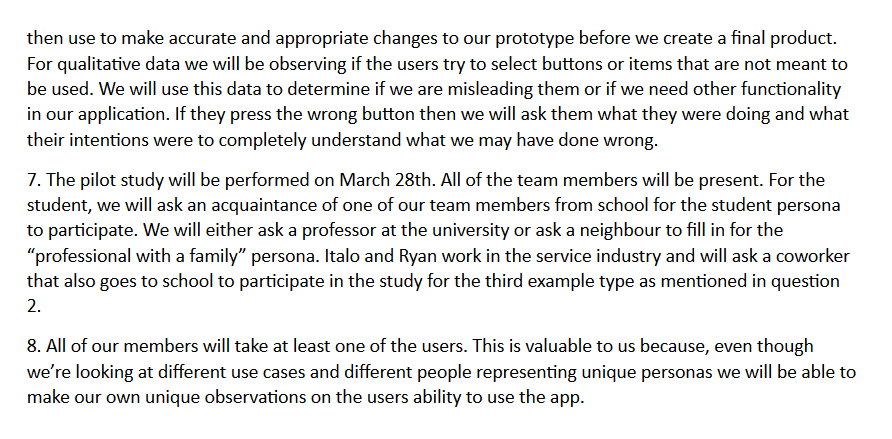 then use to make accurate and appropriate changes to our prototype before we create a final product.
For qualitative data we will be observing if the users try to select buttons or items that are not meant to
be used. We will use this data to determine if we are misleading them or if we need other functionality
in our application. If they press the wrong button then we will ask them what they were doing and what
their intentions were to completely understand what we may have done wrong.
7. The pilot study will be performed on March 28th. All of the team members will be present. For the
student, we will ask an acquaintance of one of our team members from school for the student persona
to participate. We will either ask a professor at the university or ask a neighbour to fill in for the
“professional with a family” persona. Italo and Ryan work in the service industry and will ask a coworker
that also goes to school to participate in the study for the third example type as mentioned in question
2.
8. All of our members will take at least one of the users. This is valuable to us because, even though
we’re looking at different use cases and different people representing unique personas we will be able to
make our own unique observations on the users ability to use the app.